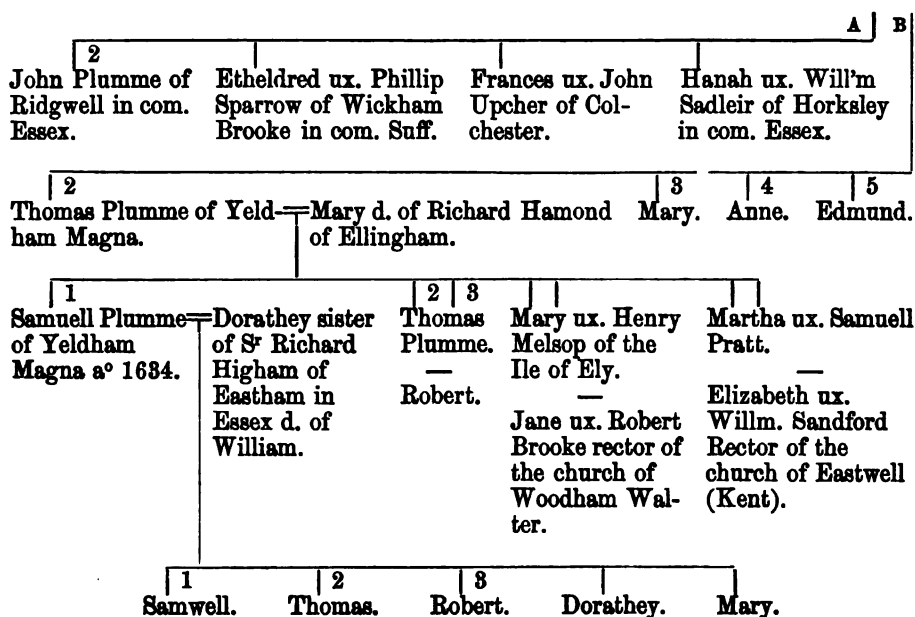 A B
2
John Plumme of Ridgwell in com. Essex.
Etheldred ux. Phillip Sparrow of Wickham Brooke in com. Suff.
Frances ux. John Upcher of Col-
chester.
Hanah ux. Will'm Sadleir of Horksley in com. Essex.
2
3
4
5
Thomas Plumme of Yeld-
ham Magna.
Mary d. of Richard Hamond
of Ellingham.
Mary.
Anne.
Edmund.
1
Samuell Plumme
of Yeldham
Magna aº 1634.
Dorathey sister
of Sʳ Richard
Higham of
Eastham in
Essex d. of
William.
2 3
Thomas
Plumme.
—
Robert.
Mary ux. Henry
Melsop of the
Ile of Ely.
—
Jane ux. Robert
Brooke rector of
the church of
Woodham Wal-
ter.
Martha ux. Samuell
Pratt.
—
Elizabeth ux.
Willm. Sandford
Rector of the
church of Eastwell
(Kent).
1
2
3
Samwell.
Thomas.
Robert.
Dorathey.
Mary.